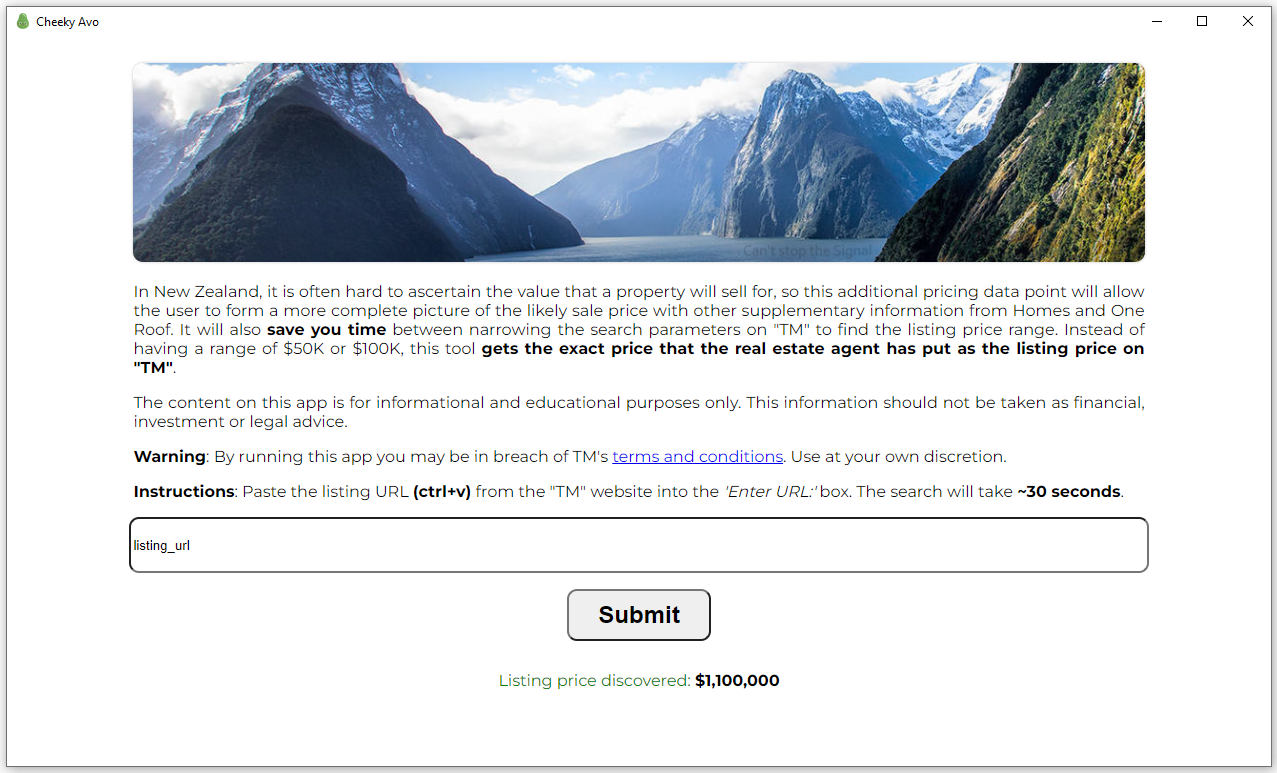 Cheeky Avo
Can't stop the Signal
In New Zealand, it is often hard to ascertain the value that a property will sell for, so this additional pricing data point will allow
the user to form a more complete picture of the likely sale price with other supplementary information from Homes and One
Roof. It will also save you time between narrowing the search parameters on "TM" to find the listing price range. Instead of
having a range of $50K or $100K, this tool gets the exact price that the real estate agent has put as the listing price on
"TM".
The content on this app is for informational and educational purposes only. This information should not be taken as financial,
investment or legal advice.
Warning: By running this app you may be in breach of TM's terms and conditions. Use at your own discretion.
Instructions: Paste the listing URL (ctrl+v) from the "TM" website into the 'Enter URL:' box. The search will take ~30 seconds.
listing_url
Submit
Listing price discovered: $1,100,000